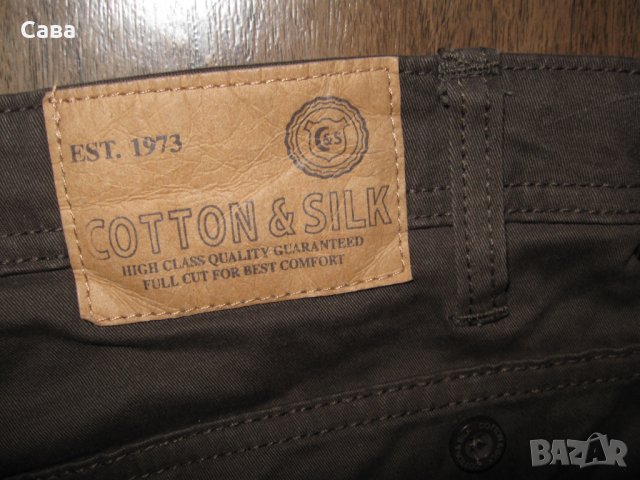 Сава
EST. 1973
C&S
COTTON & SILK
HIGH CLASS QUALITY GUARANTEED
FULL CUT FOR BEST COMFORT
BAZAR